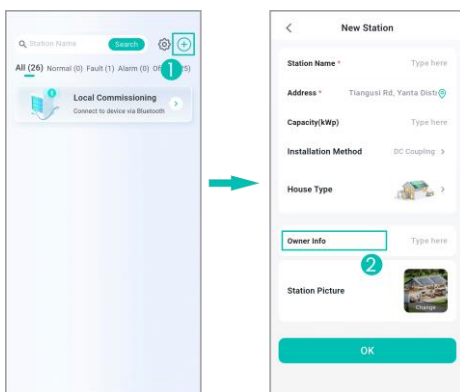 Station Name
Search
All (26) Normal (0) Fault (1) Alarm (0)
1
Local Commissioning
Connect to device via Bluetooth
New Station
Station Name *
Type here
Address *
Tiangusi Rd, Yanta Distr
Capacity(kWp)
Type here
Installation Method
DC Coupling >
House Type
Owner Info
Type here
2
Station Picture
Change
OK